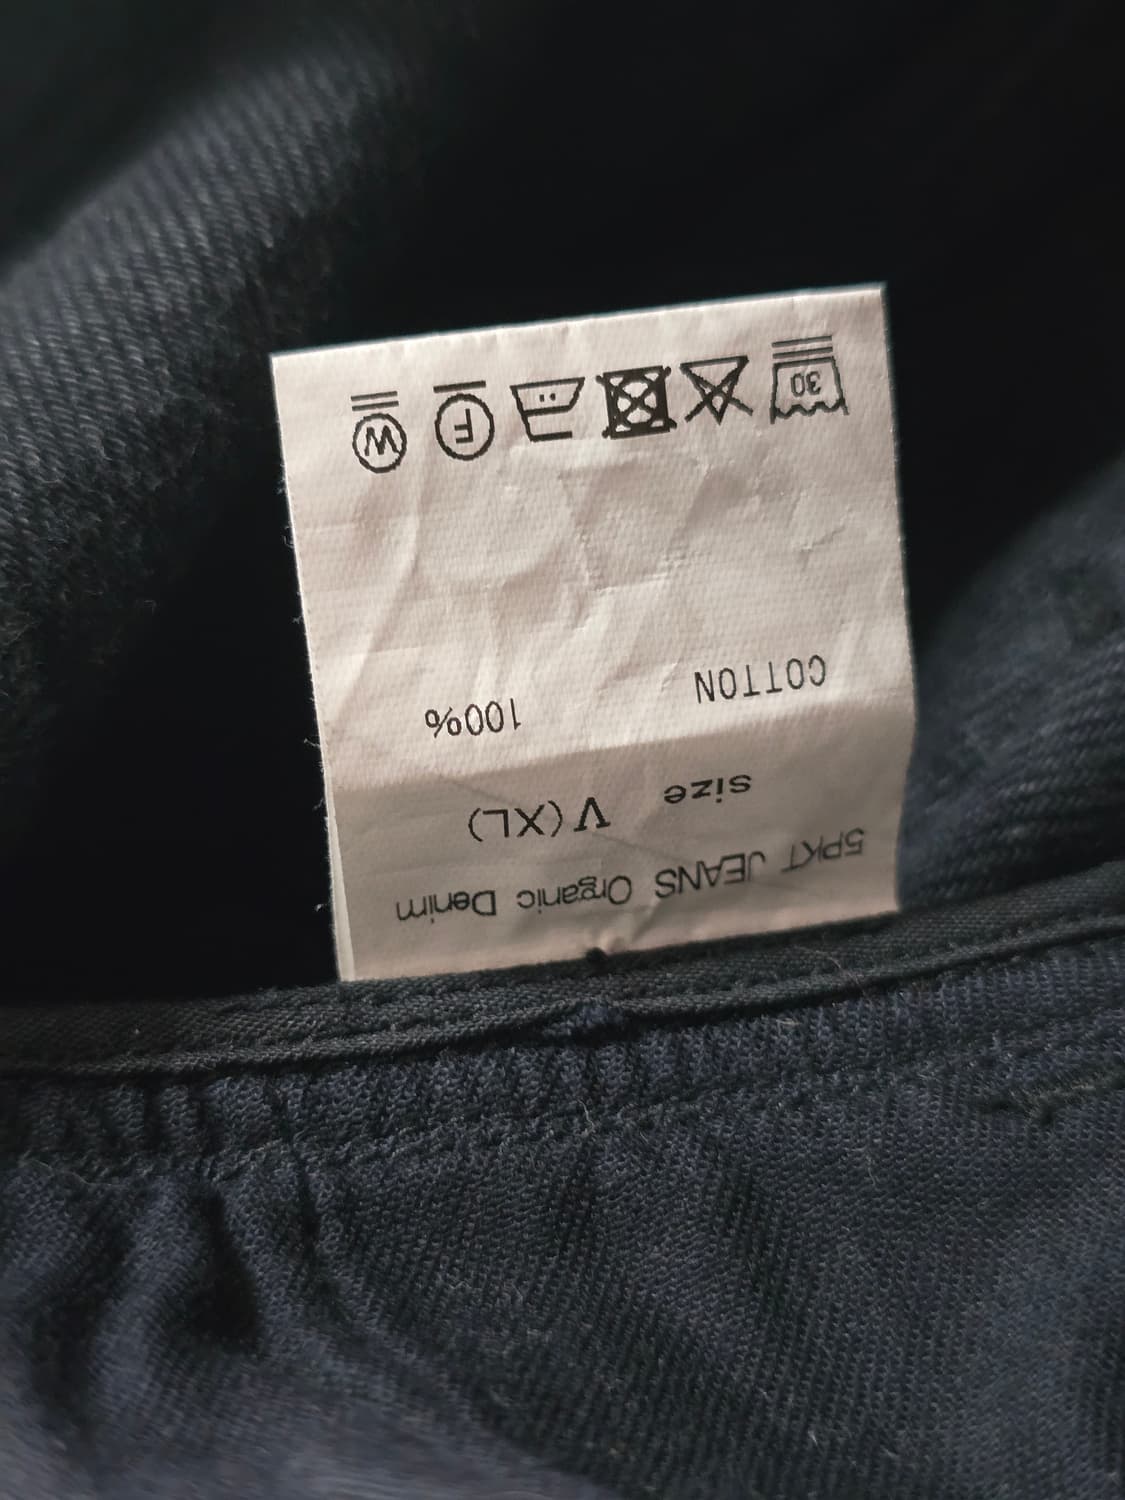 5PKT JEANS Organic Denim
size V(XL)
COTTON 100%
30 F W